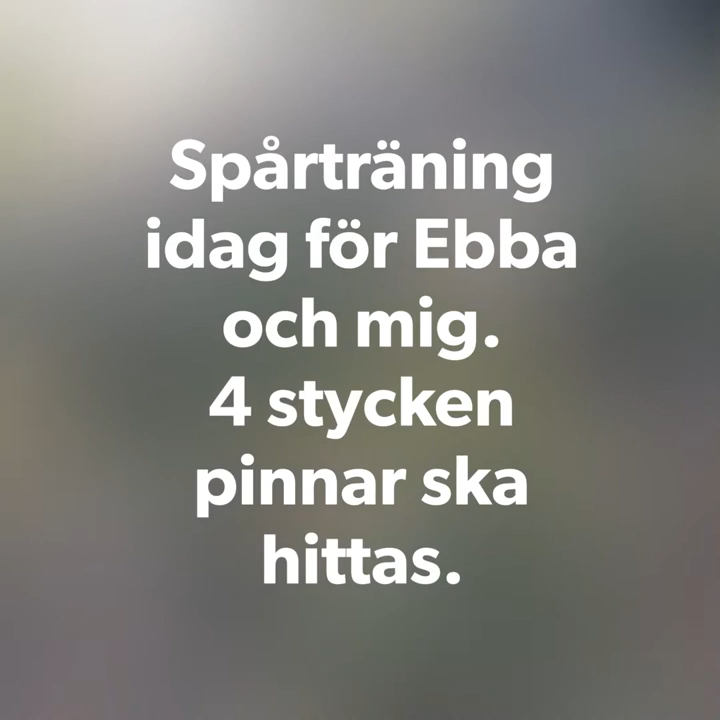 Spårträning
idag för Ebba
och mig.
4 stycken
pinnar ska
hittas.